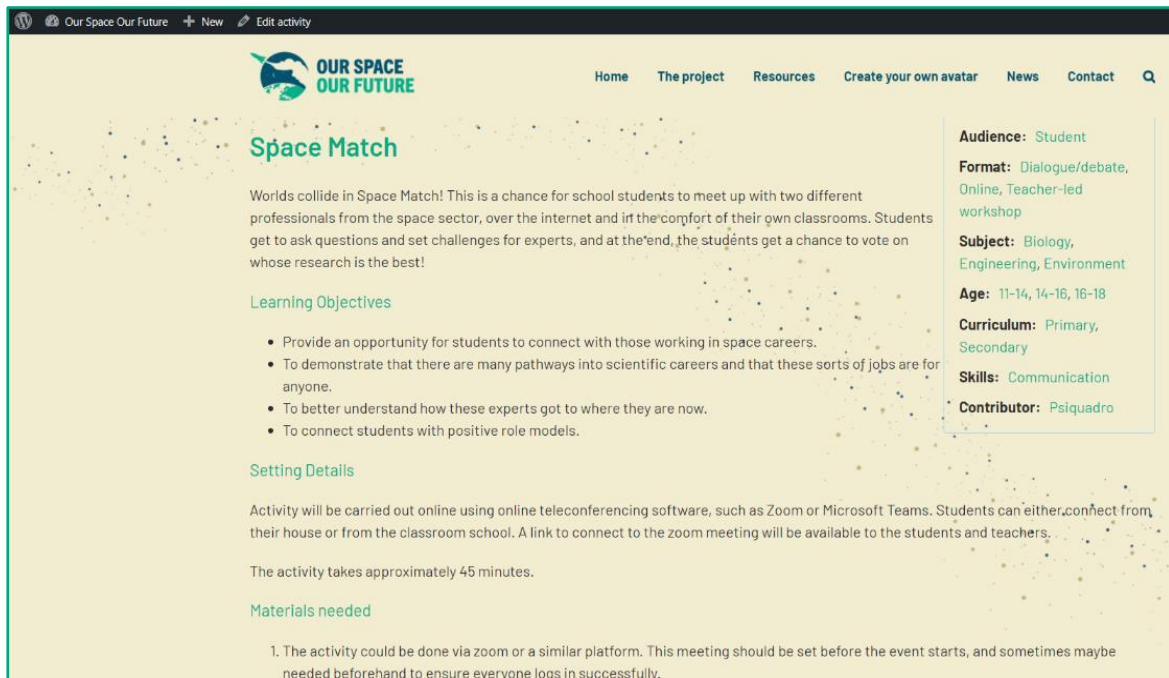 Our Space Our Future + New Edit activity
OUR SPACE
OUR FUTURE
Home The project Resources Create your own avatar News Contact
Space Match
Worlds collide in Space Match! This is a chance for school students to meet up with two different
professionals from the space sector, over the internet and in the comfort of their own classrooms. Students
get to ask questions and set challenges for experts, and at the end, the students get a chance to vote on
whose research is the best!
Learning Objectives
• Provide an opportunity for students to connect with those working in space careers.
• To demonstrate that there are many pathways into scientific careers and that these sorts of jobs are for
anyone.
• To better understand how these experts got to where they are now.
• To connect students with positive role models.
Audience: Student
Format: Dialogue/debate,
Online, Teacher-led
workshop
Subject: Biology,
Engineering, Environment
Age: 11-14, 14-16, 16-18
Curriculum: Primary,
Secondary
Skills: Communication
Contributor: Psiquadro
Setting Details
Activity will be carried out online using online teleconferencing software, such as Zoom or Microsoft Teams. Students can either connect from
their house or from the classroom school. A link to connect to the zoom meeting will be available to the students and teachers.
The activity takes approximately 45 minutes.
Materials needed
1. The activity could be done via zoom or a similar platform. This meeting should be set before the event starts, and sometimes maybe
needed beforehand to ensure everyone logs in successfully.